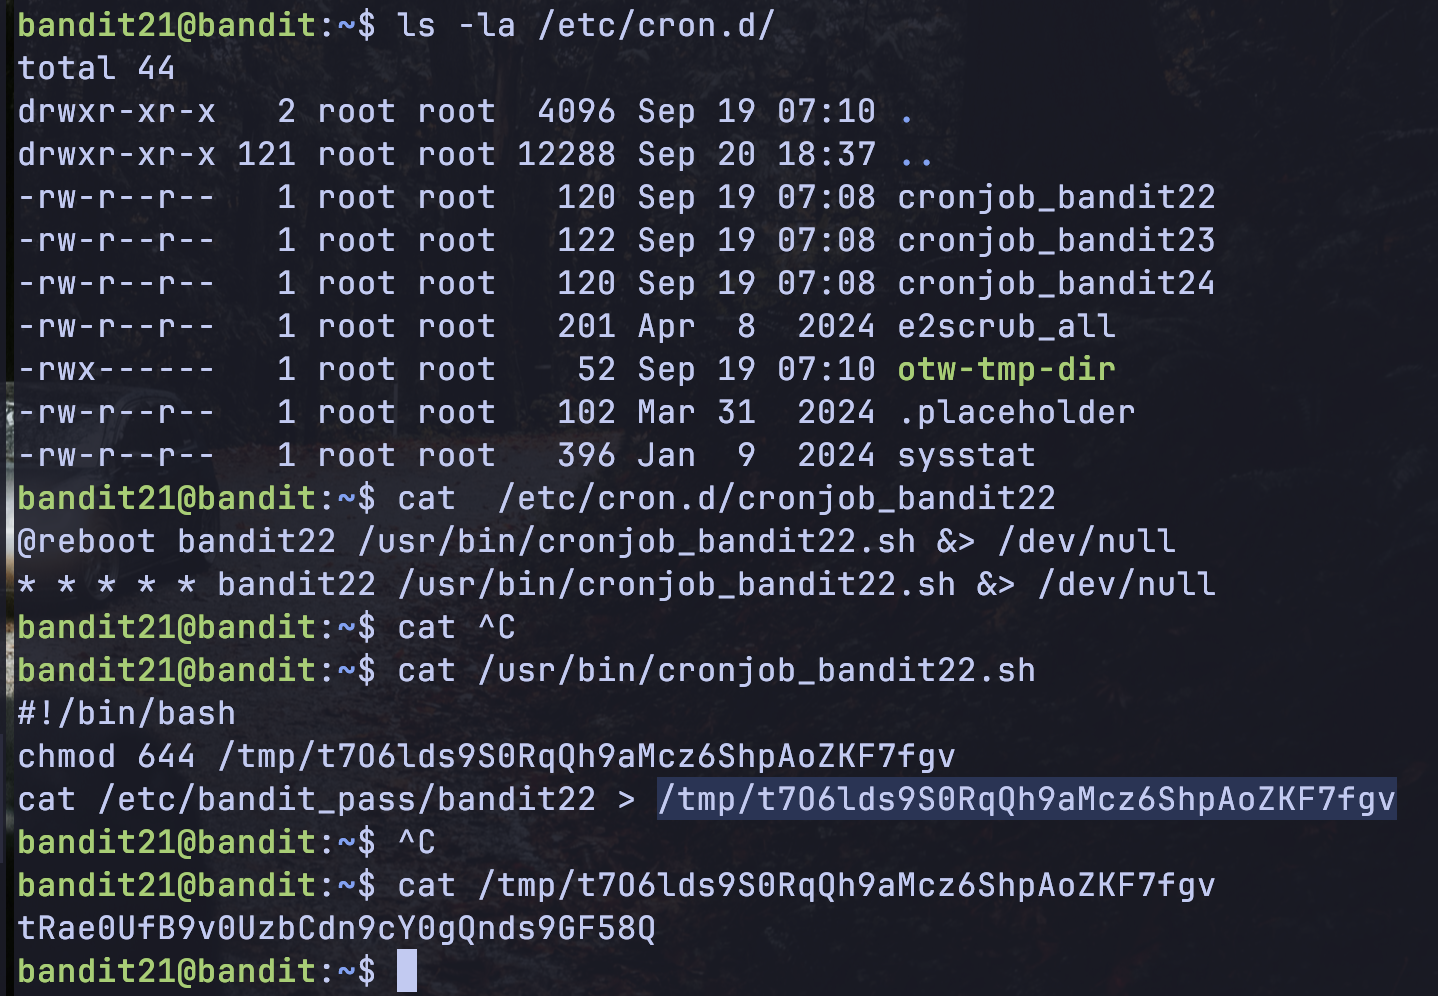 bandit21@bandit:~$ ls -la /etc/cron.d/
total 44
drwxr-xr-x   2 root root  4096 Sep 19 07:10 .
drwxr-xr-x 121 root root 12288 Sep 20 18:37 ..
-rw-r--r--   1 root root   120 Sep 19 07:08 cronjob_bandit22
-rw-r--r--   1 root root   122 Sep 19 07:08 cronjob_bandit23
-rw-r--r--   1 root root   120 Sep 19 07:08 cronjob_bandit24
-rw-r--r--   1 root root   201 Apr  8  2024 e2scrub_all
-rwx------   1 root root    52 Sep 19 07:10 otw-tmp-dir
-rw-r--r--   1 root root   102 Mar 31  2024 .placeholder
-rw-r--r--   1 root root   396 Jan  9  2024 sysstat
bandit21@bandit:~$ cat  /etc/cron.d/cronjob_bandit22
@reboot bandit22 /usr/bin/cronjob_bandit22.sh &> /dev/null
* * * * * bandit22 /usr/bin/cronjob_bandit22.sh &> /dev/null
bandit21@bandit:~$ cat ^C
bandit21@bandit:~$ cat /usr/bin/cronjob_bandit22.sh
#!/bin/bash
chmod 644 /tmp/t7O6lds9S0RqQh9aMcz6ShpAoZKF7fgv
cat /etc/bandit_pass/bandit22 > /tmp/t7O6lds9S0RqQh9aMcz6ShpAoZKF7fgv
bandit21@bandit:~$ ^C
bandit21@bandit:~$ cat /tmp/t7O6lds9S0RqQh9aMcz6ShpAoZKF7fgv
tRae0UfB9v0UzbCdn9cY0gQnds9GF58Q
bandit21@bandit:~$